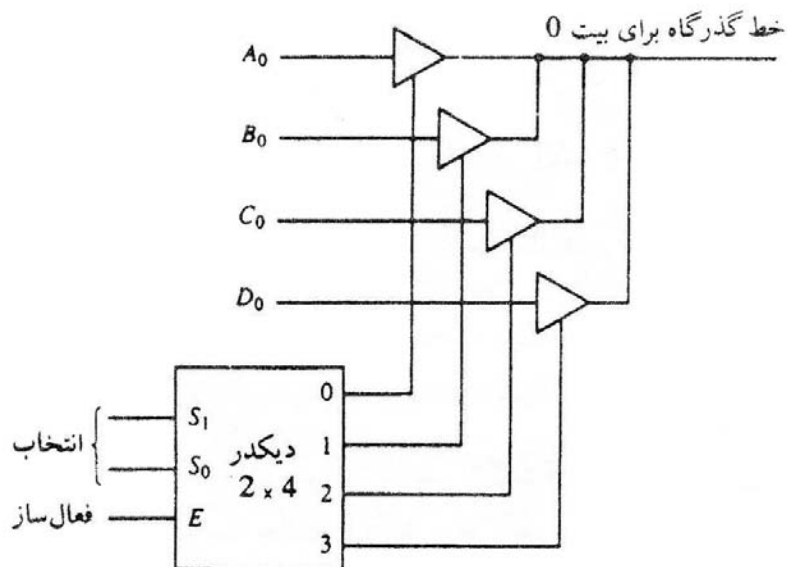 خط گذرگاه برای بیت 0
A0
B0
C0
D0
انتخاب
S1
S0
فعال‌ساز
E
دیکدر
2 × 4
0
1
2
3